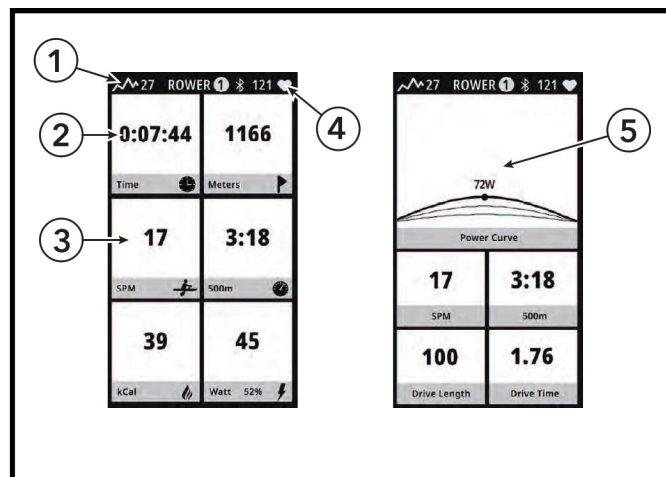 1
27 ROWER 1 121
27 ROWER 1 121
2
0:07:44
1166
4
5
Time
Meters
72W
3
17
3:18
Power Curve
SPM
500m
17
3:18
SPM
500m
39
45
100
1.76
kCal
Watt 52%
Drive Length
Drive Time